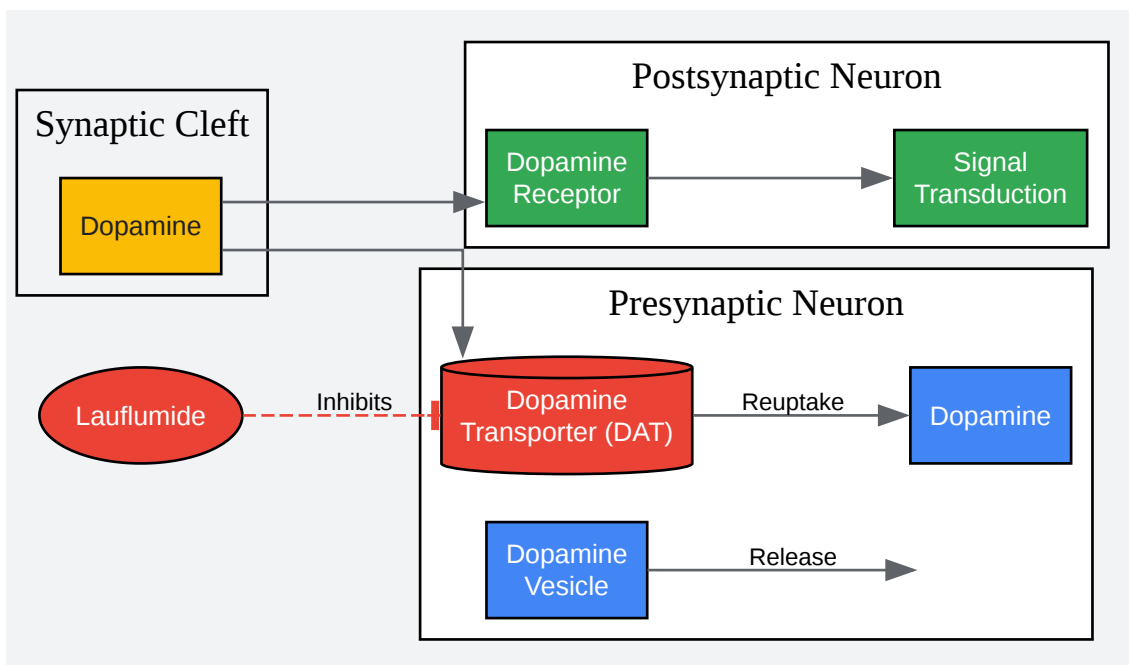 Postsynaptic Neuron
Synaptic Cleft
Dopamine
Receptor
Signal
Transduction
Dopamine
Presynaptic Neuron
Lauflumide
Inhibits
Dopamine
Transporter (DAT)
Reuptake
Dopamine
Dopamine
Vesicle
Release